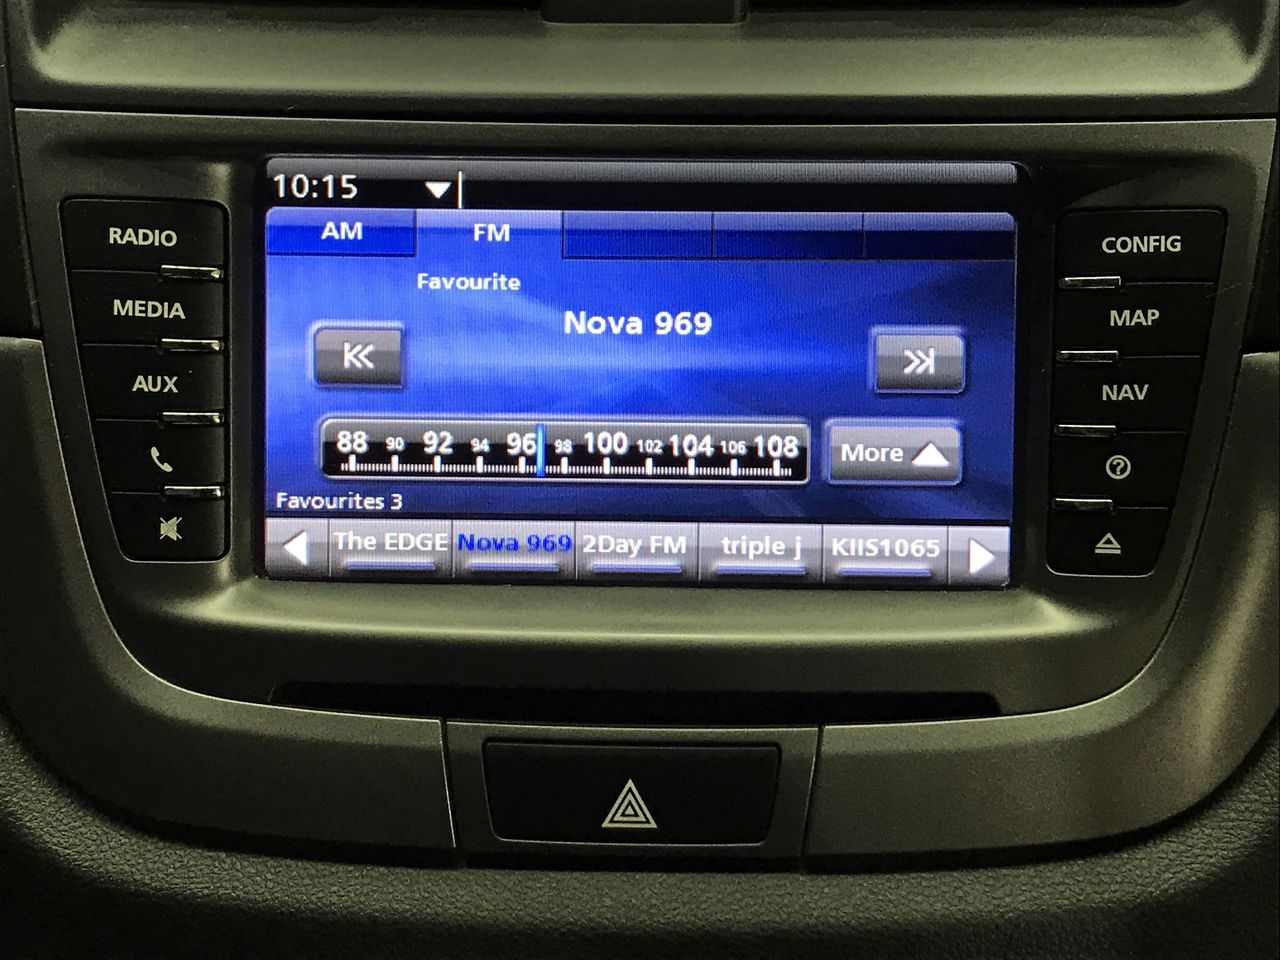 10:15
AM FM
Favourite
Nova 969
88 90 92 94 96 98 100 102 104 106 108
More
Favourites 3
The EDGE Nova 969 2Day FM triple j KIIS1065
RADIO
MEDIA
AUX
CONFIG
MAP
NAV
?